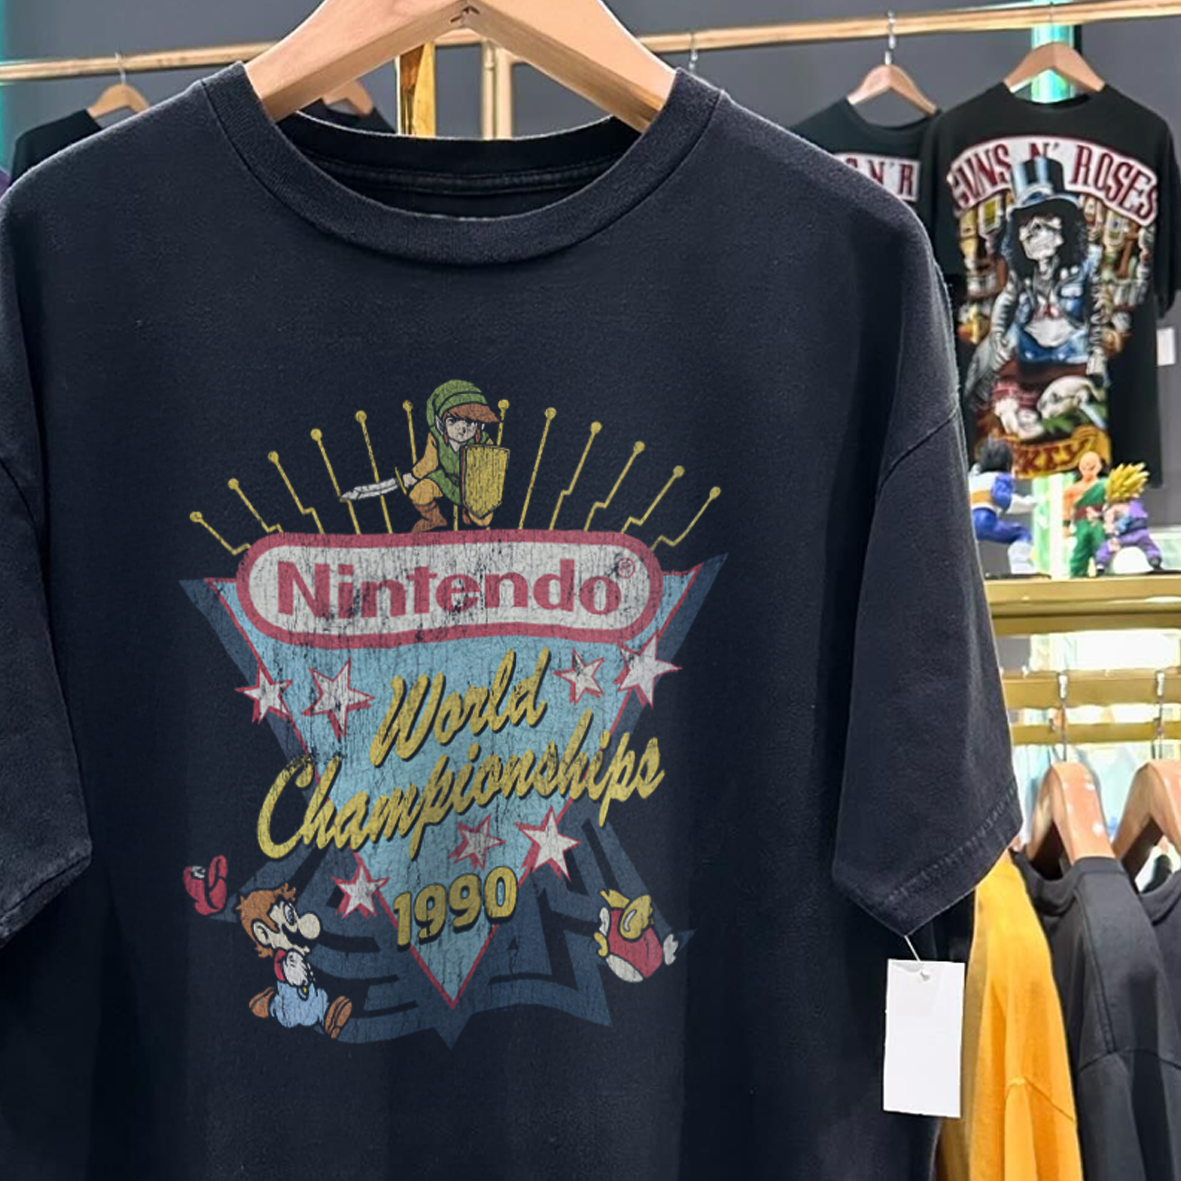 Nintendo®
World
Championships
1990
GUNS N' ROSES
N'R